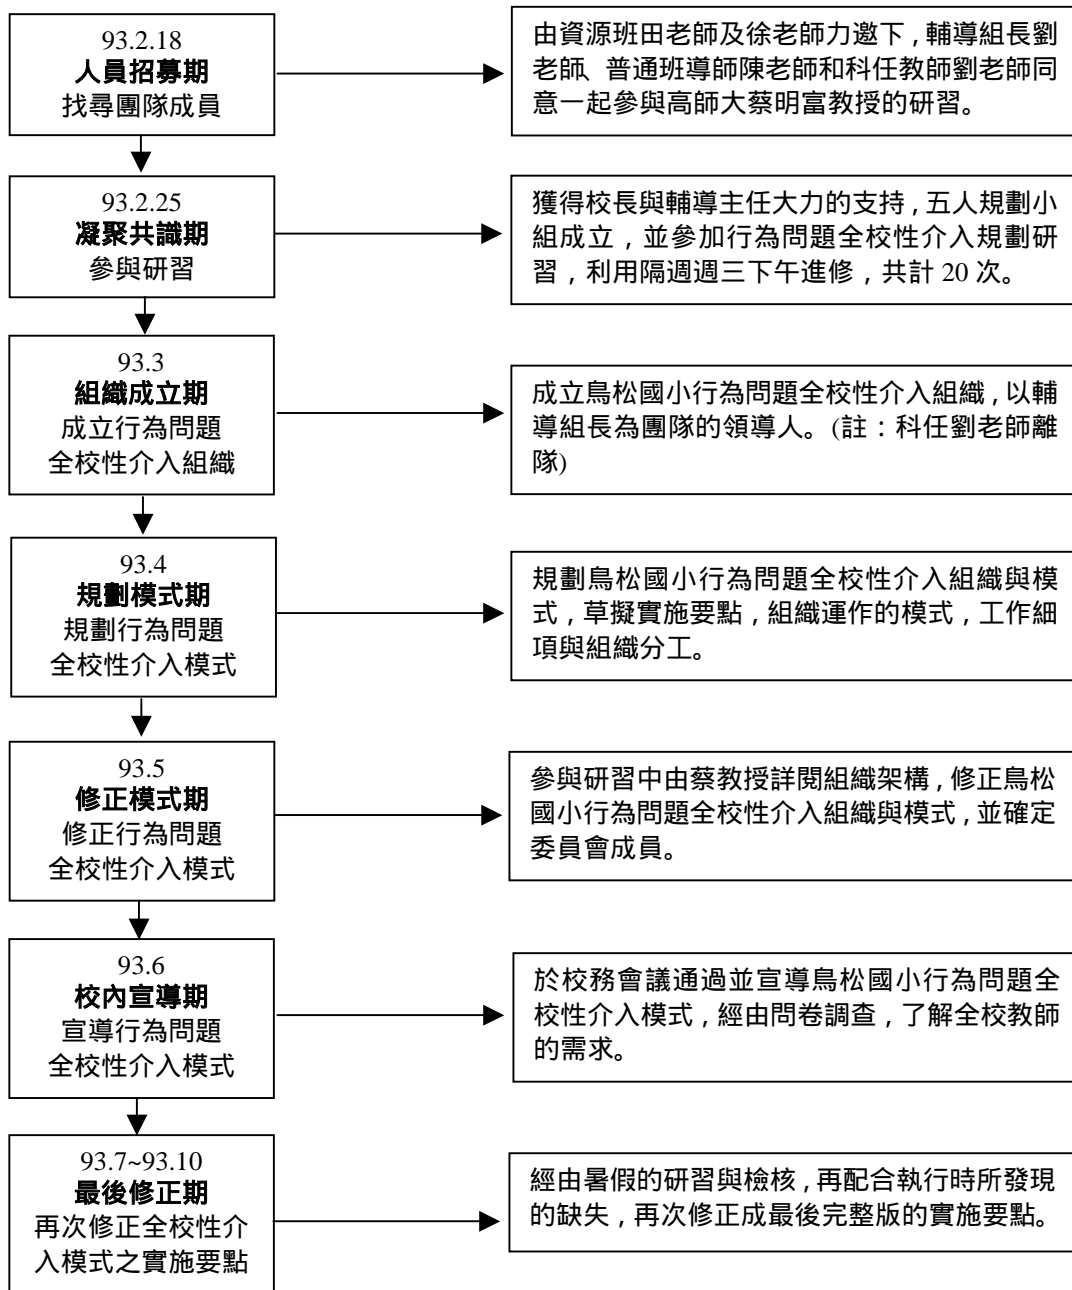 93.2.18
人員招募期
找尋團隊成員
由資源班田老師及徐老師力邀下，輔導組長劉
老師、普通班導師陳老師和科任教師劉老師同
意一起參與高師大蔡明富教授的研習。
93.2.25
凝聚共識期
參與研習
獲得校長與輔導主任大力的支持，五人規劃小
組成立，並參加行為問題全校性介入規劃研
習，利用隔週週三下午進修，共計 20 次。
93.3
組織成立期
成立行為問題
全校性介入組織
成立鳥松國小行為問題全校性介入組織，以輔
導組長為團隊的領導人。(註：科任劉老師離
隊)
93.4
規劃模式期
規劃行為問題
全校性介入模式
規劃鳥松國小行為問題全校性介入組織與模
式，草擬實施要點，組織運作的模式，工作細
項與組織分工。
93.5
修正模式期
修正行為問題
全校性介入模式
參與研習中由蔡教授詳閱組織架構，修正鳥松
國小行為問題全校性介入組織與模式，並確定
委員會成員。
93.6
校內宣導期
宣導行為問題
全校性介入模式
於校務會議通過並宣導鳥松國小行為問題全
校性介入模式，經由問卷調查，了解全校教師
的需求。
93.7~93.10
最後修正期
再次修正全校性介
入模式之實施要點
經由暑假的研習與檢核，再配合執行時所發現
的缺失，再次修正成最後完整版的實施要點。